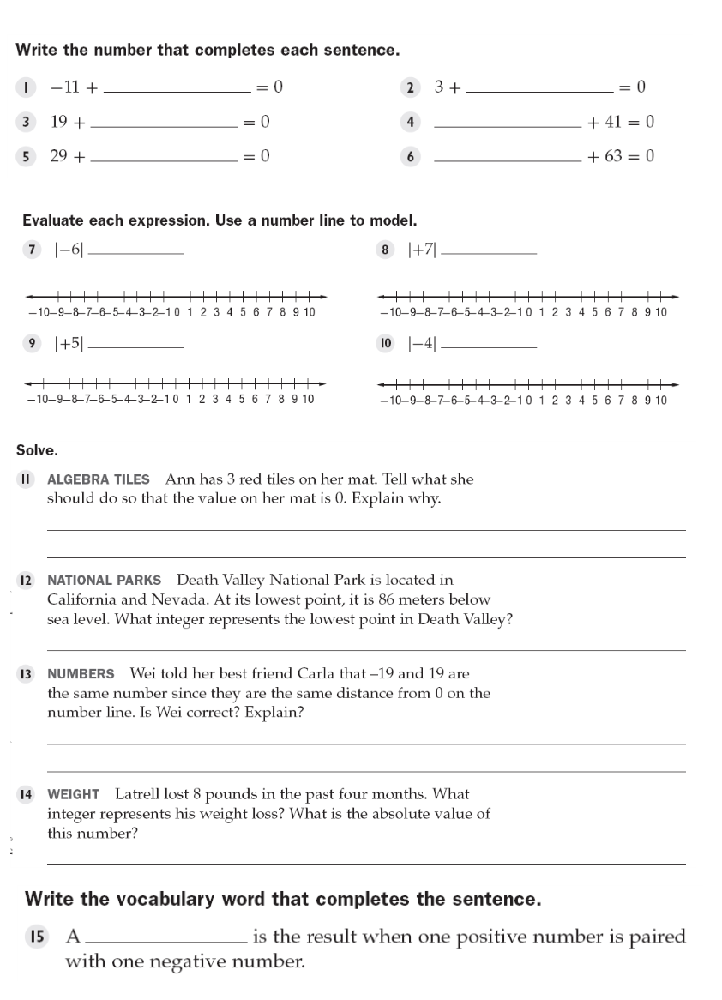 Write the number that completes each sentence.
1 −11 + ____________ = 0 2 3 + ____________ = 0
3 19 + ____________ = 0 4 ____________ + 41 = 0
5 29 + ____________ = 0 6 ____________ + 63 = 0
Evaluate each expression. Use a number line to model.
7 |−6| ________ 8 |+7| ________
−10−9−8−7−6−5−4−3−2−1 0 1 2 3 4 5 6 7 8 9 10 −10−9−8−7−6−5−4−3−2−1 0 1 2 3 4 5 6 7 8 9 10
9 |+5| ________ 10 |−4| ________
−10−9−8−7−6−5−4−3−2−1 0 1 2 3 4 5 6 7 8 9 10 −10−9−8−7−6−5−4−3−2−1 0 1 2 3 4 5 6 7 8 9 10
Solve.
11 ALGEBRA TILES Ann has 3 red tiles on her mat. Tell what she
should do so that the value on her mat is 0. Explain why.
12 NATIONAL PARKS Death Valley National Park is located in
California and Nevada. At its lowest point, it is 86 meters below
sea level. What integer represents the lowest point in Death Valley?
13 NUMBERS Wei told her best friend Carla that –19 and 19 are
the same number since they are the same distance from 0 on the
number line. Is Wei correct? Explain?
14 WEIGHT Latrell lost 8 pounds in the past four months. What
integer represents his weight loss? What is the absolute value of
this number?
Write the vocabulary word that completes the sentence.
15 A ____________ is the result when one positive number is paired
with one negative number.